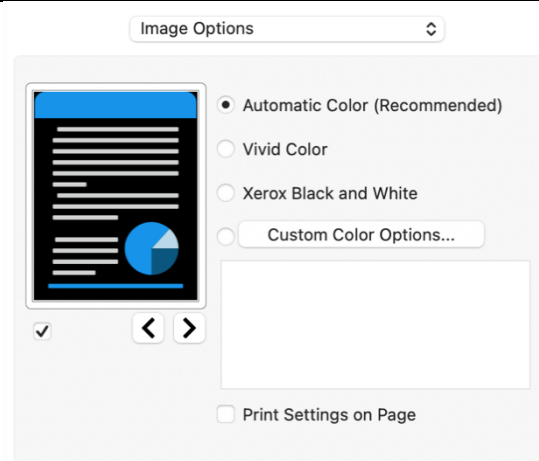 Image Options
Automatic Color (Recommended)
Vivid Color
Xerox Black and White
Custom Color Options...
Print Settings on Page